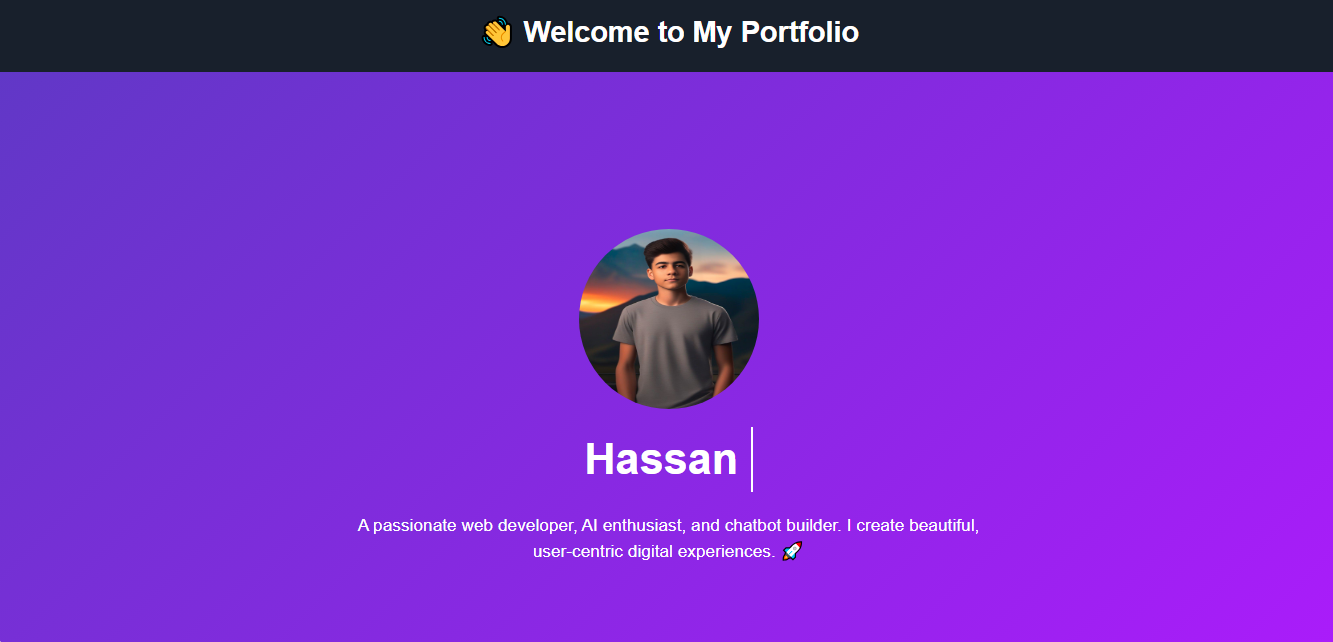 👋 Welcome to My Portfolio
Hassan
A passionate web developer, AI enthusiast, and chatbot builder. I create beautiful,
user-centric digital experiences. 🚀